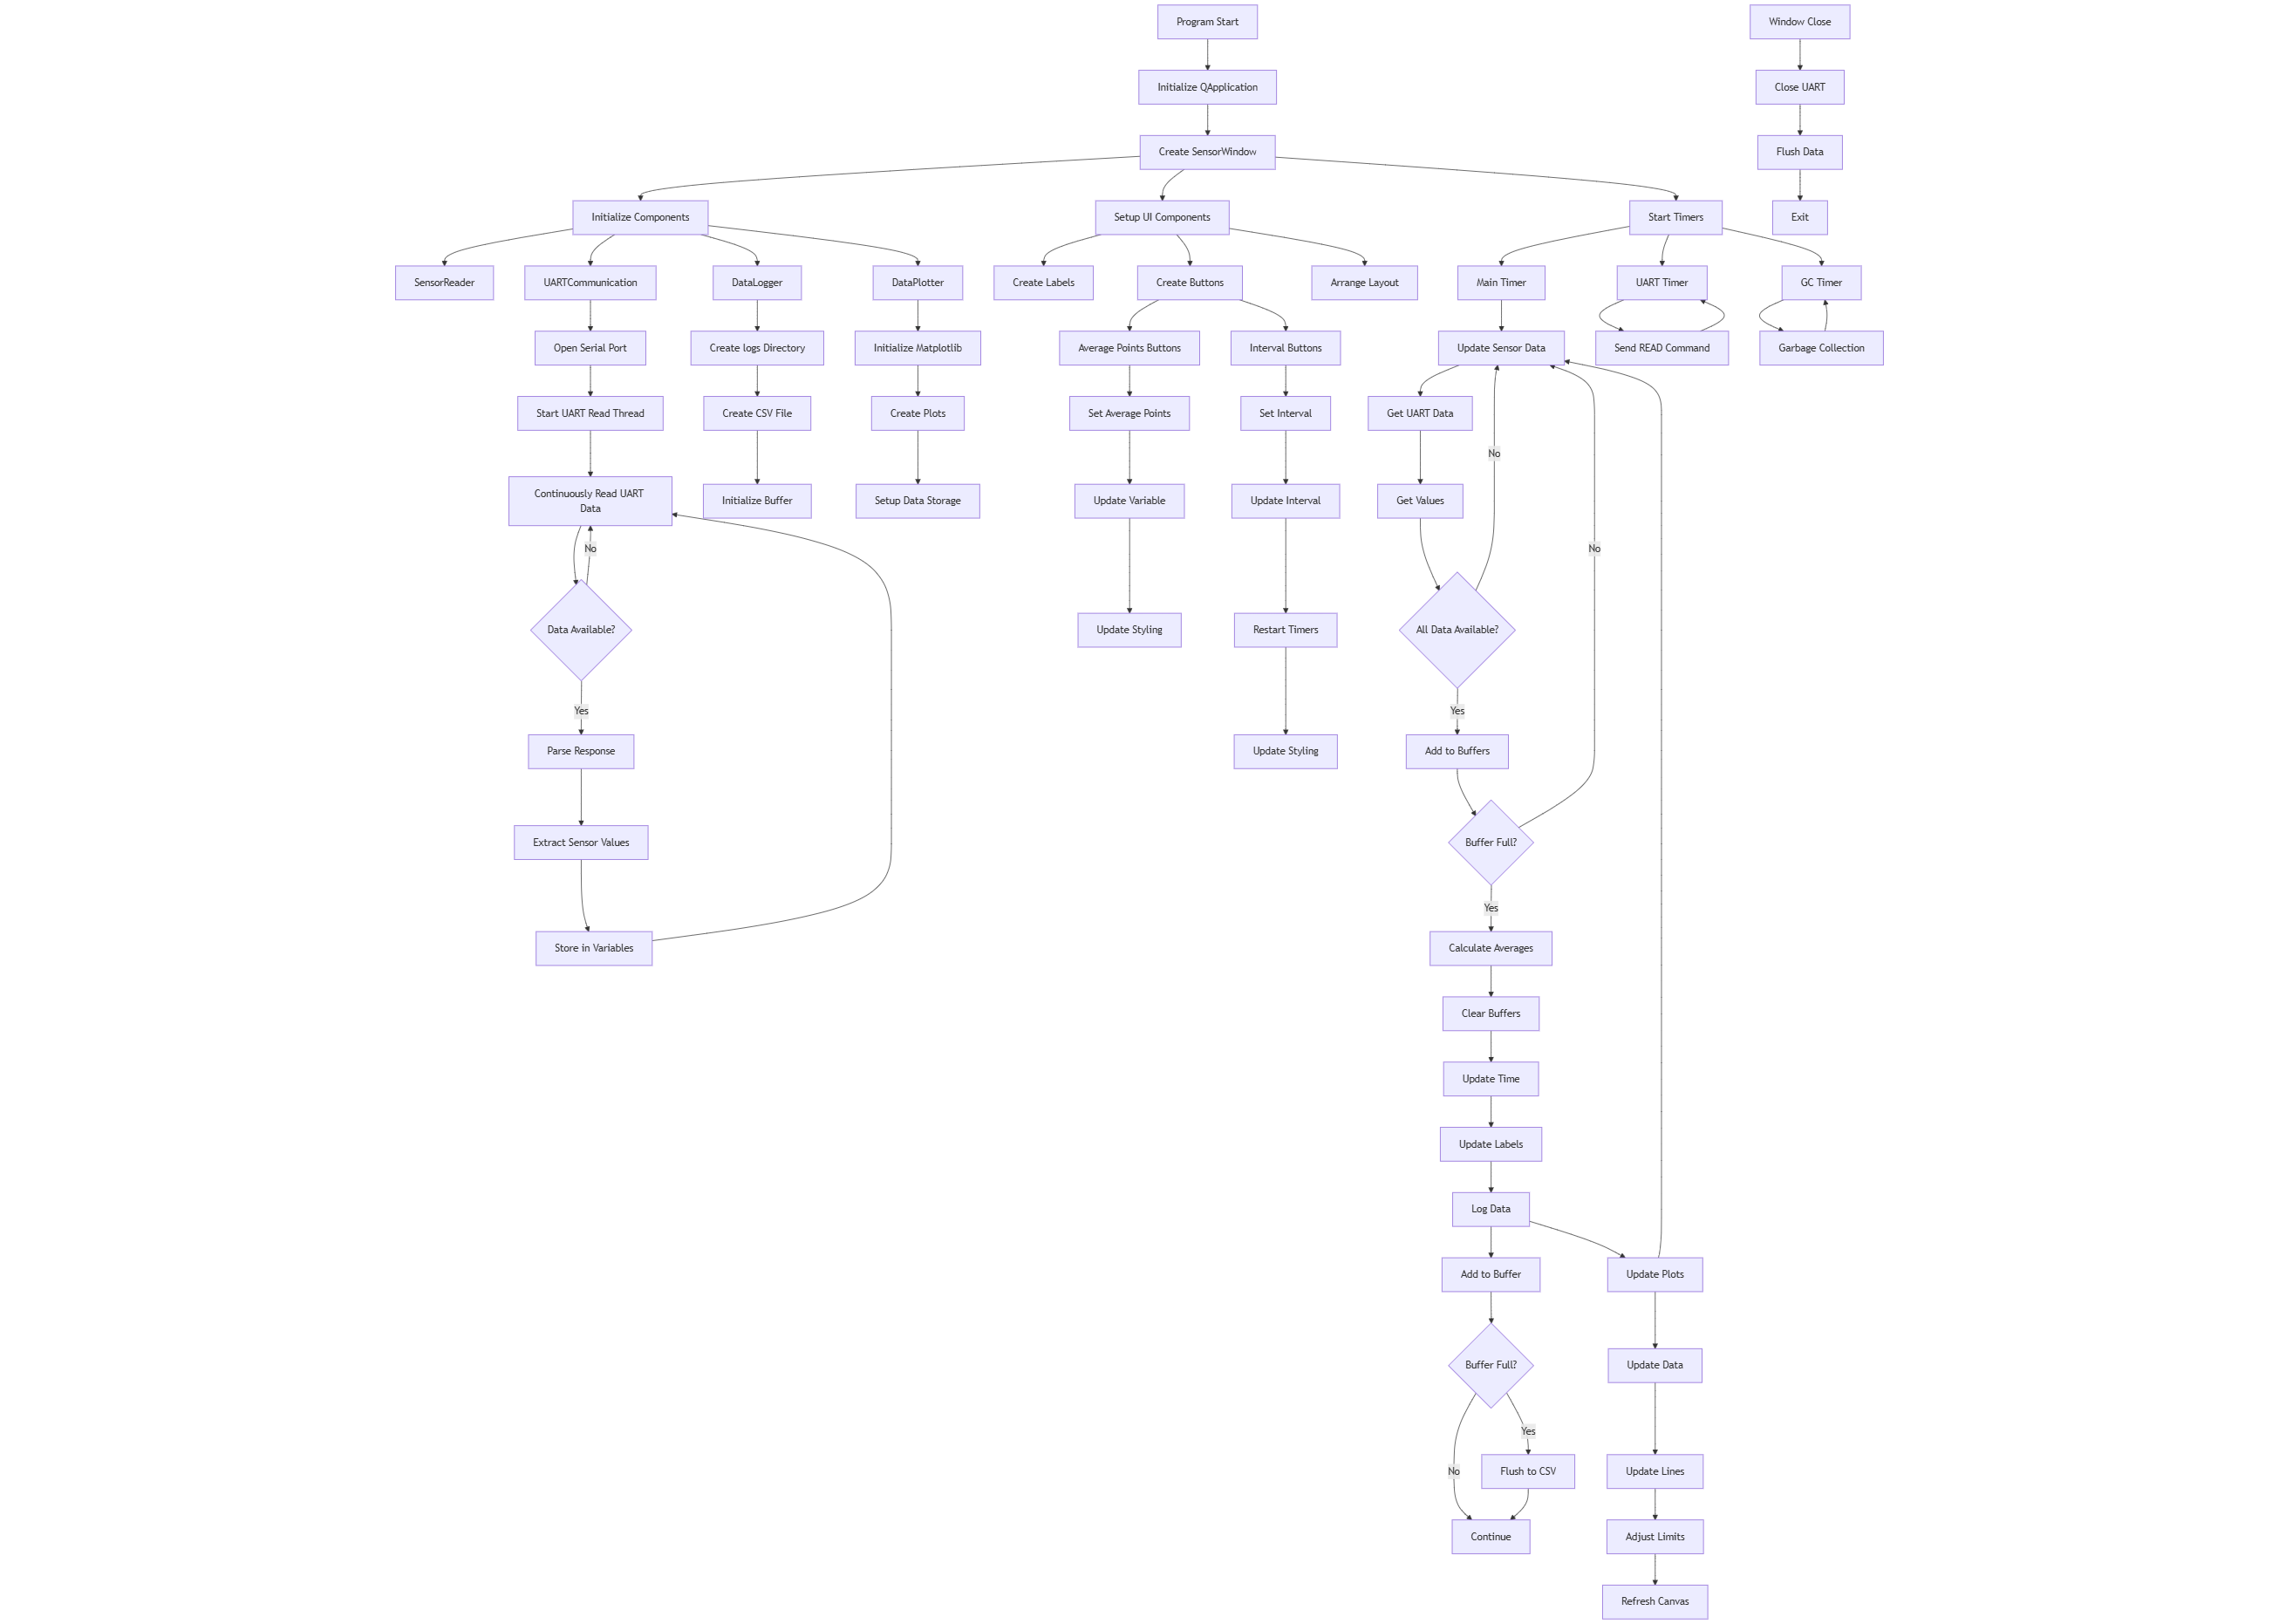 Program Start
Window Close
Initialize QApplication
Close UART
Create SensorWindow
Flush Data
Initialize Components
Setup UI Components
Start Timers
Exit
SensorReader
UARTCommunication
DataLogger
DataPlotter
Create Labels
Create Buttons
Arrange Layout
Main Timer
UART Timer
GC Timer
Open Serial Port
Create logs Directory
Initialize Matplotlib
Average Points Buttons
Interval Buttons
Update Sensor Data
Send READ Command
Garbage Collection
Start UART Read Thread
Create CSV File
Create Plots
Set Average Points
Set Interval
Get UART Data
No
Continuously Read UART
Data
Initialize Buffer
Setup Data Storage
Update Variable
Update Interval
Get Values
No
No
Data Available?
Update Styling
Restart Timers
All Data Available?
Yes
Yes
Parse Response
Update Styling
Add to Buffers
Extract Sensor Values
Buffer Full?
Yes
Store in Variables
Calculate Averages
Clear Buffers
Update Time
Update Labels
Log Data
Add to Buffer
Update Plots
Buffer Full?
Update Data
Yes
No
Flush to CSV
Update Lines
Continue
Adjust Limits
Refresh Canvas